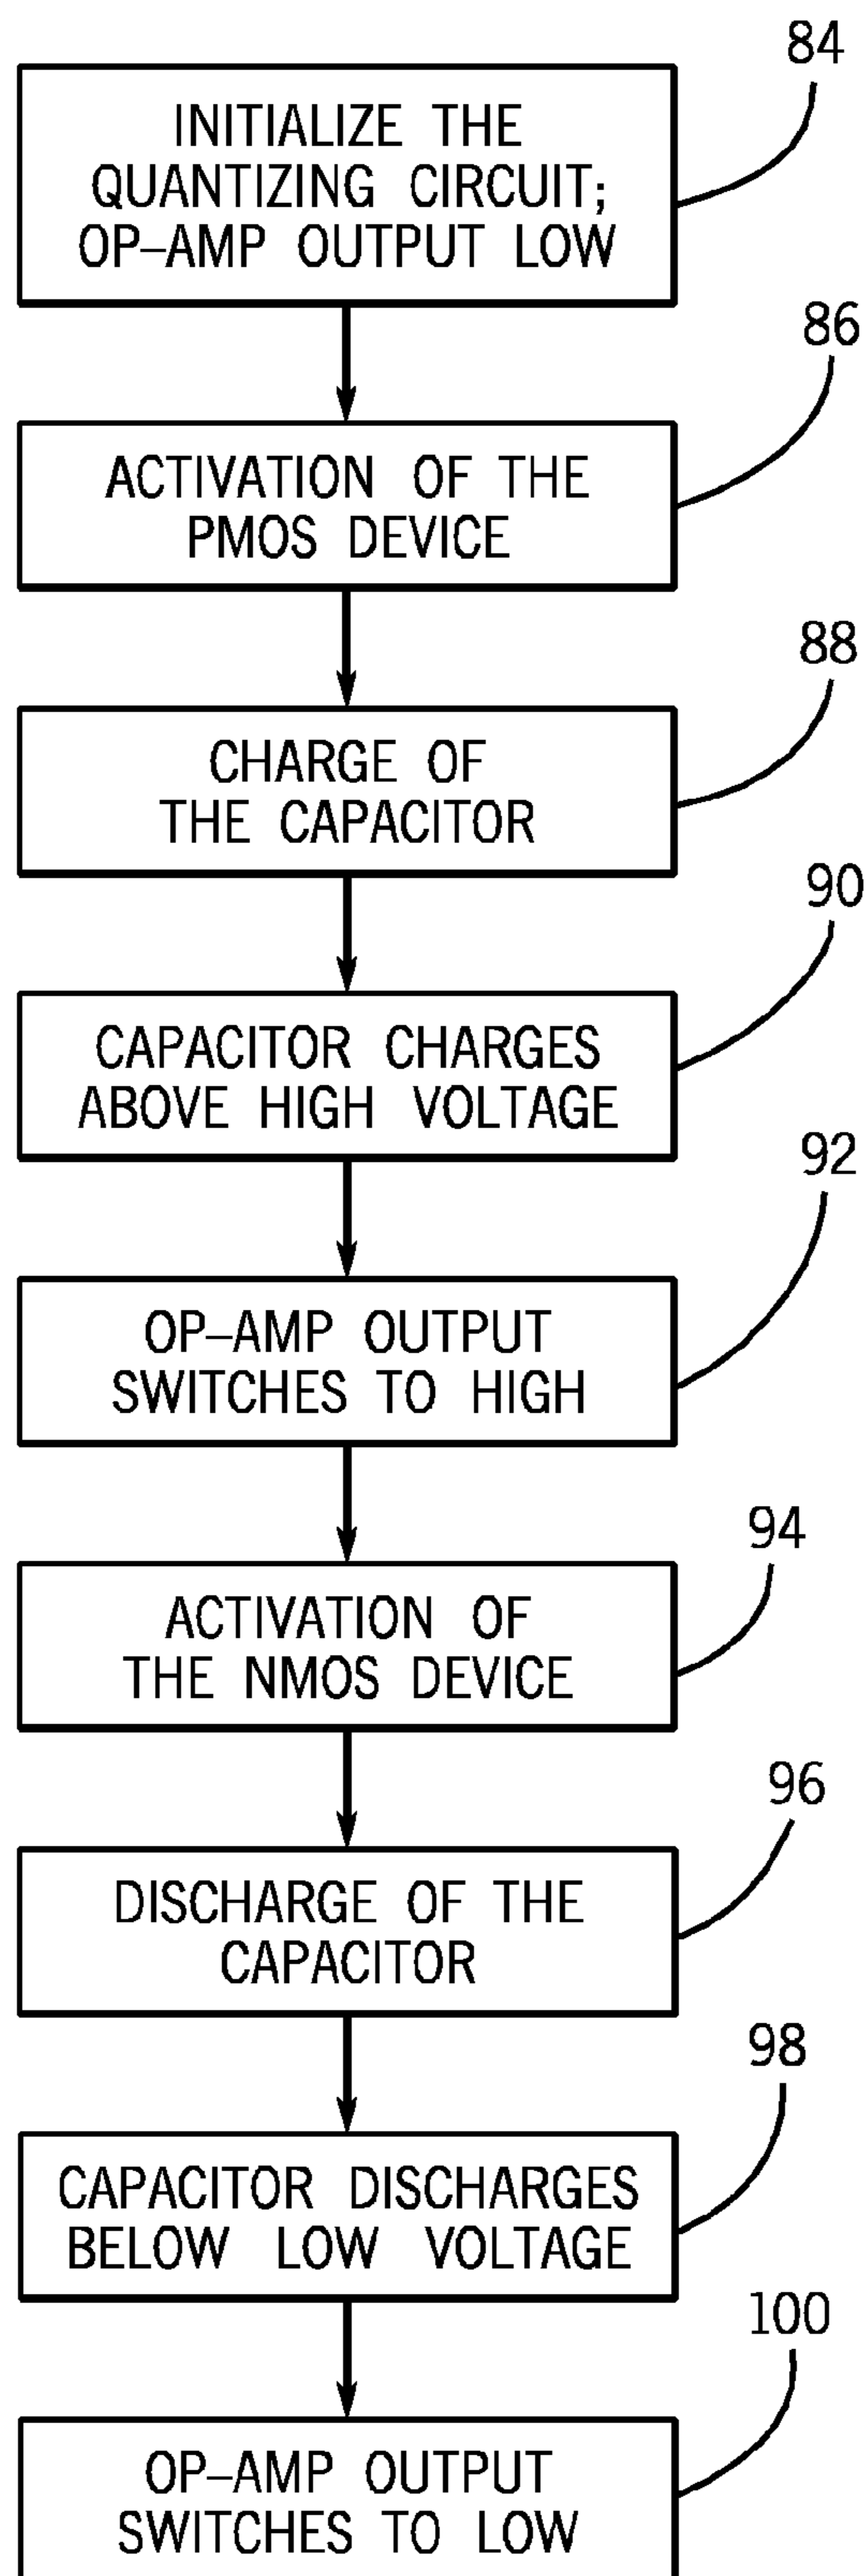 84
INITIALIZE THE
QUANTIZING CIRCUIT;
OP–AMP OUTPUT LOW
86
ACTIVATION OF THE
PMOS DEVICE
88
CHARGE OF
THE CAPACITOR
90
CAPACITOR CHARGES
ABOVE HIGH VOLTAGE
92
OP–AMP OUTPUT
SWITCHES TO HIGH
94
ACTIVATION OF
THE NMOS DEVICE
96
DISCHARGE OF THE
CAPACITOR
98
CAPACITOR DISCHARGES
BELOW LOW VOLTAGE
100
OP–AMP OUTPUT
SWITCHES TO LOW